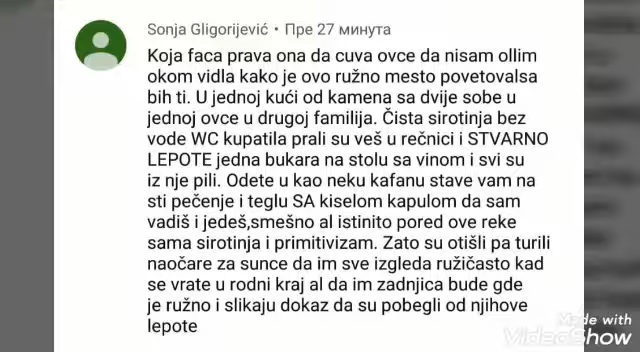 Sonja Gligorijević • Пре 27 минута
Koja faca prava ona da cuva ovce da nisam ollim
okom vidla kako je ovo ružno mesto povetovalsa
bih ti. U jednoj kući od kamena sa dvije sobe u
jednoj ovce u drugoj familija. Čista sirotinja bez
vode WC kupatila prali su veš u rečnici i STVARNO
LEPOTE jedna bukara na stolu sa vinom i svi su
iz nje pili. Odete u kao neku kafanu stave vam na
sti pečenje i teglu SA kiselom kapulom da sam
vadiš i jedeš,smešno al istinito pored ove reke
sama sirotinja i primitivizam. Zato su otišli pa turili
naočare za sunce da im sve izgleda ružičasto kad
se vrate u rodni kraj al da im zadnjica bude gde
je ružno i slikaju dokaz da su pobegli od njihove
lepote
Made with
VideoShow